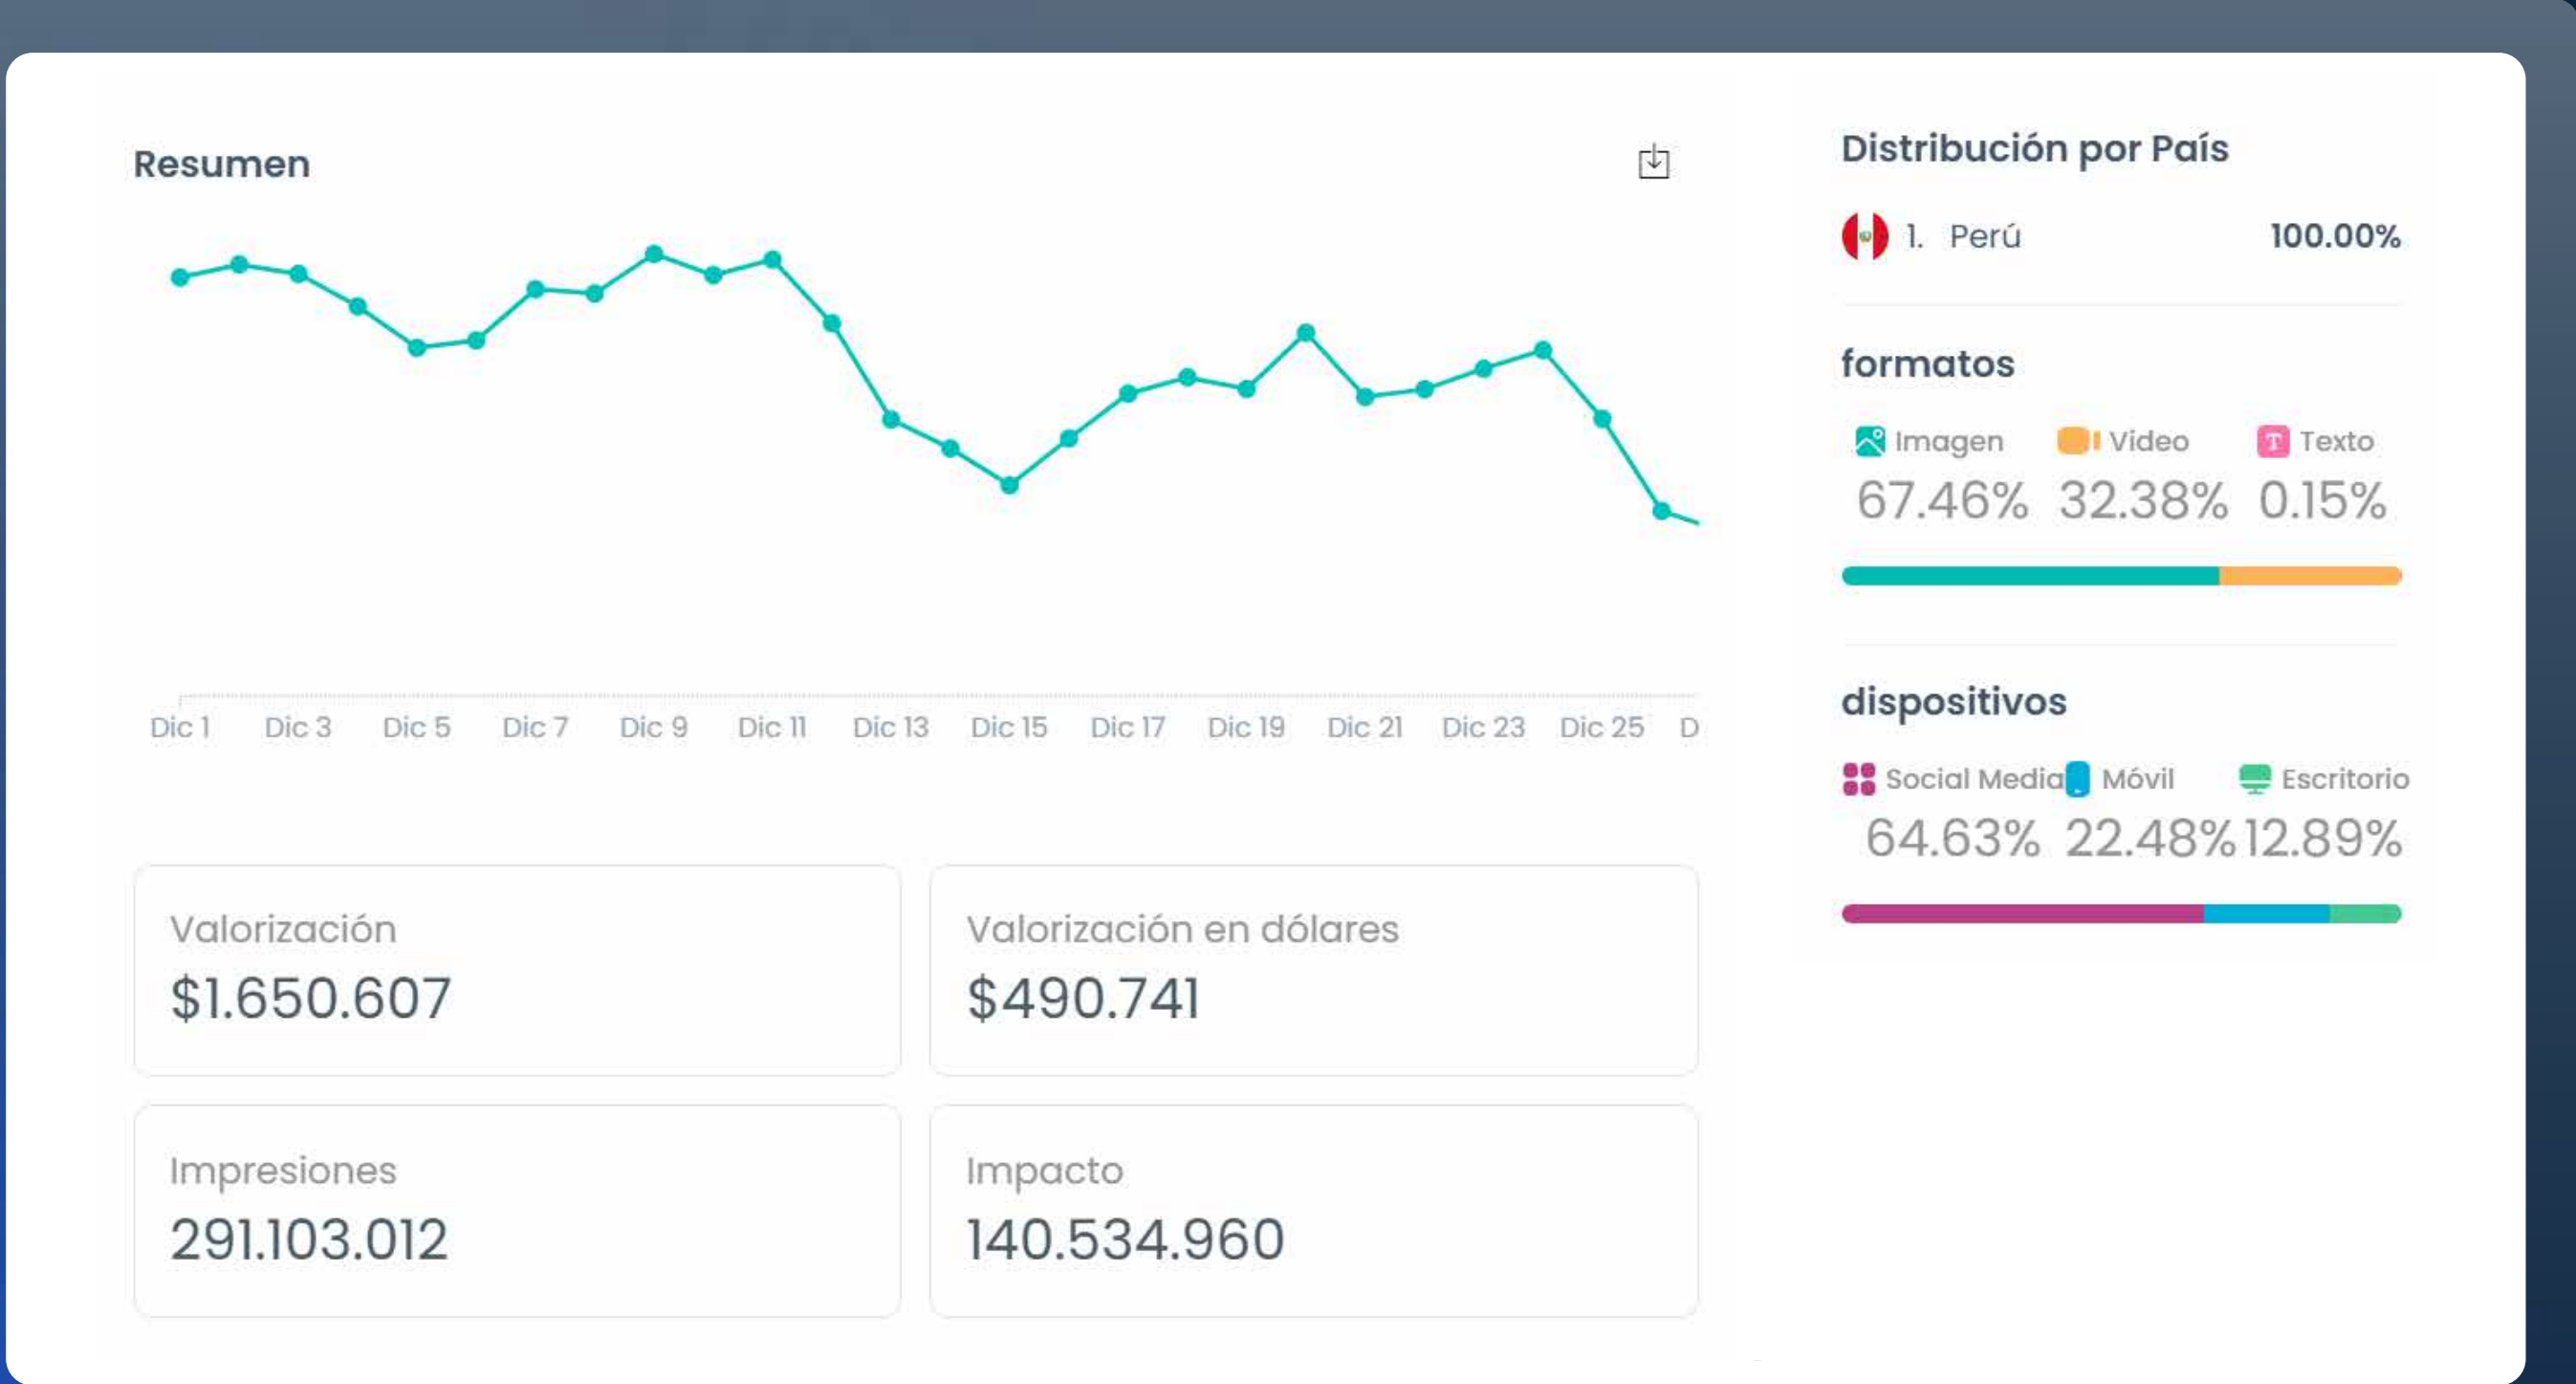 Resumen
Dic 1 Dic 3 Dic 5 Dic 7 Dic 9 Dic 11 Dic 13 Dic 15 Dic 17 Dic 19 Dic 21 Dic 23 Dic 25 D
Valorización
$1.650.607
Valorización en dólares
$490.741
Impresiones
291.103.012
Impacto
140.534.960
Distribución por País
1. Perú 100.00%
formatos
Imagen Video T Texto
67.46% 32.38% 0.15%
dispositivos
Social Media Móvil Escritorio
64.63% 22.48% 12.89%